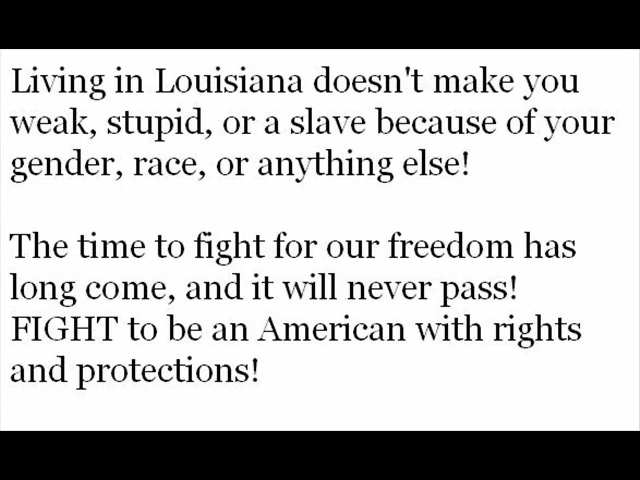 Living in Louisiana doesn't make you
weak, stupid, or a slave because of your
gender, race, or anything else!
The time to fight for our freedom has
long come, and it will never pass!
FIGHT to be an American with rights
and protections!